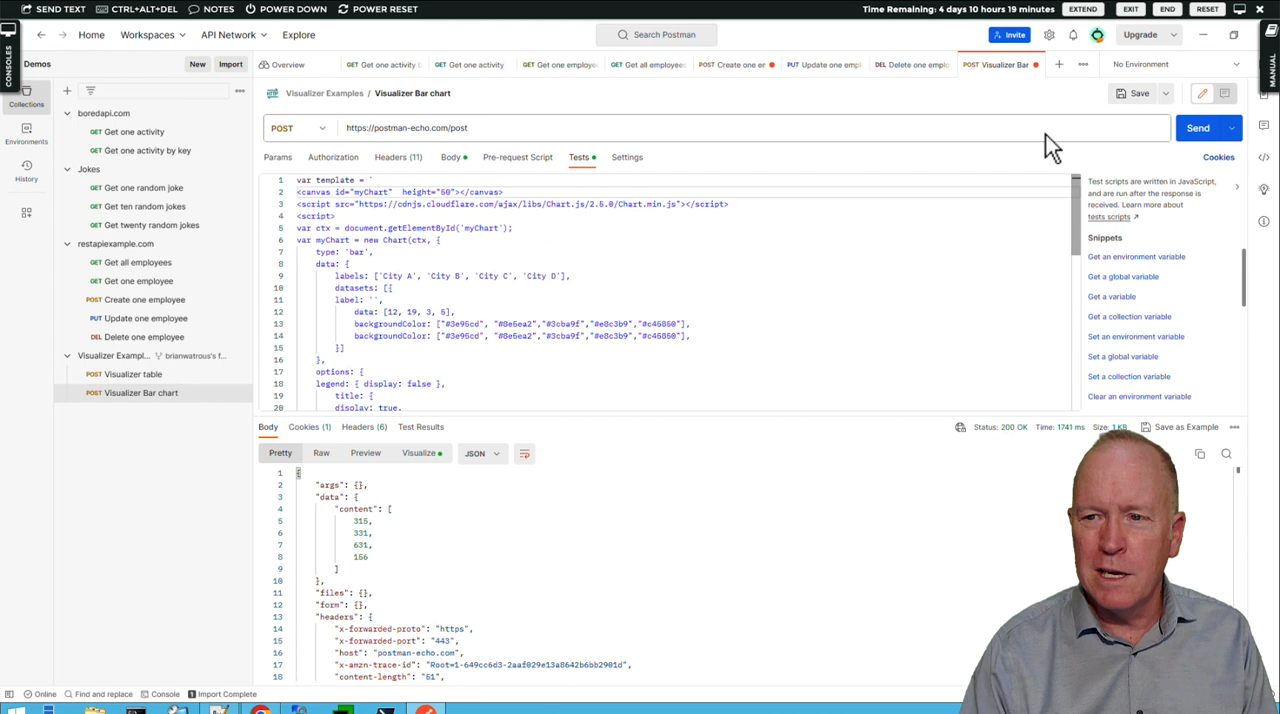 SEND TEXT CTRL+ALT+DEL NOTES POWER DOWN POWER RESET Time Remaining: 4 days 10 hours 19 minutes EXTEND EXIT END RESET
CONSOLES
MANUAL
Home Workspaces API Network Explore Search Postman Invite Upgrade
Demos New Import
Overview GET Get one activity GET Get one activity GET Get one employe GET Get all employees POST Create one er PUT Update one empl DEL Delete one emplo POST Visualizer Bar No Environment
Collections
Environments
History
boredapi.com
GET Get one activity
GET Get one activity by key
Jokes
GET Get one random joke
GET Get ten random jokes
GET Get twenty random jokes
restapiexample.com
GET Get all employees
GET Get one employee
POST Create one employee
PUT Update one employee
DEL Delete one employee
Visualizer Exampl... brianwatrous's f...
POST Visualizer table
POST Visualizer Bar chart
Visualizer Examples / Visualizer Bar chart Save
POST https://postman-echo.com/post Send
Params Authorization Headers (11) Body Pre-request Script Tests Settings Cookies
1 var template = `
2 <canvas id="myChart" height="50"></canvas>
3 <script src="https://cdnjs.cloudflare.com/ajax/libs/Chart.js/2.5.0/Chart.min.js"></script>
4 <script>
5 var ctx = document.getElementById('myChart');
6 var myChart = new Chart(ctx, {
7 type: 'bar',
8 data: {
9 labels: ['City A', 'City B', 'City C', 'City D'],
10 datasets: [{
11 label: '',
12 data: [12, 19, 3, 5],
13 backgroundColor: ["#3e95cd", "#8e5ea2","#3cba9f","#e8c3b9","#c45850"],
14 backgroundColor: ["#3e95cd", "#8e5ea2","#3cba9f","#e8c3b9","#c45850"],
15 }]
16 },
17 options: {
18 legend: { display: false },
19 title: {
20 display: true,
Test scripts are written in JavaScript,
and are run after the response is
received. Learn more about
tests scripts
Snippets
Get an environment variable
Get a global variable
Get a variable
Get a collection variable
Set an environment variable
Set a global variable
Set a collection variable
Clear an environment variable
Body Cookies (1) Headers (6) Test Results Status: 200 OK Time: 1741 ms Size: 1 KB Save as Example
Pretty Raw Preview Visualize JSON
1 {
2 "args": {},
3 "data": {
4 "content": [
5 315,
6 331,
7 631,
8 156
9 ]
10 },
11 "files": {},
12 "form": {},
13 "headers": {
14 "x-forwarded-proto": "https",
15 "x-forwarded-port": "443",
16 "host": "postman-echo.com",
17 "x-amzn-trace-id": "Root=1-649cc6d3-2aaf029e13a8642b6bb2901d",
18 "content-length": "61",
Online Find and replace Console Import Complete